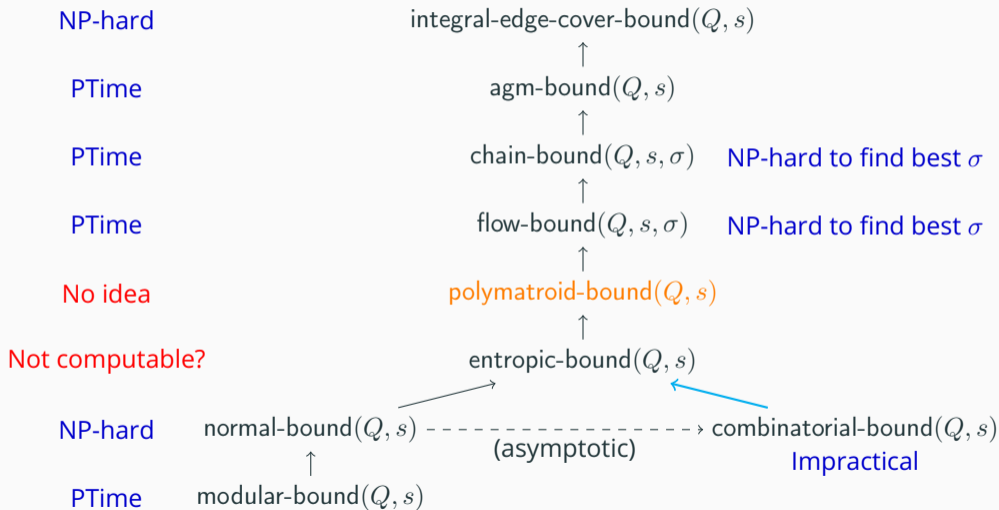 NP-hard integral-edge-cover-bound(Q, s)
PTime agm-bound(Q, s)
PTime chain-bound(Q, s, σ) NP-hard to find best σ
PTime flow-bound(Q, s, σ) NP-hard to find best σ
No idea polymatroid-bound(Q, s)
Not computable? entropic-bound(Q, s)
NP-hard normal-bound(Q, s) combinatorial-bound(Q, s)
(asymptotic)
Impractical
PTime modular-bound(Q, s)